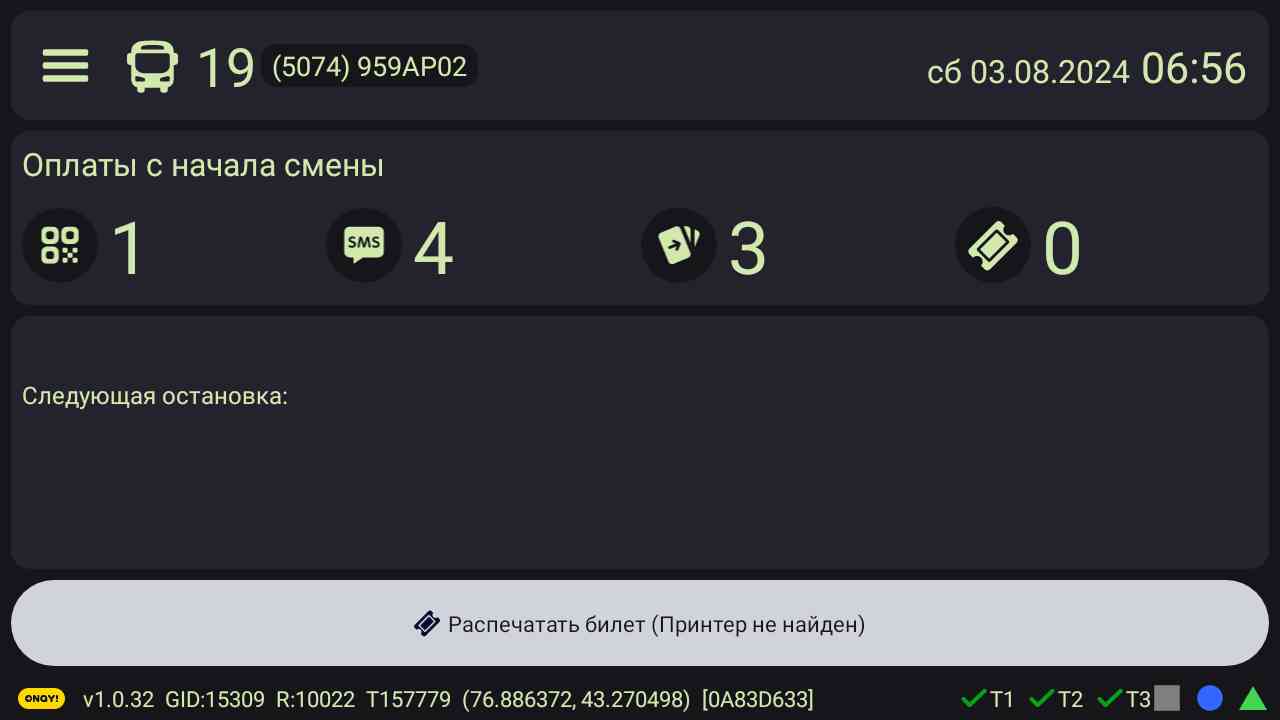 19 (5074) 959AP02 сб 03.08.2024 06:56
Оплаты с начала смены
1 SMS 4 3 0
Следующая остановка:
Распечатать билет (Принтер не найден)
ONAY! v1.0.32 GID:15309 R:10022 T157779 (76.886372, 43.270498) [0A83D633] T1 T2 T3